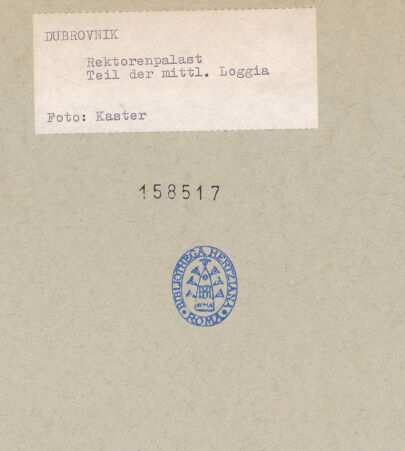 DUBROVNIK
Rektorenpalast
Teil der mittl. Loggia
Foto: Kaster
158517
BIBLIOTHECA HERTZIANA
ROMA